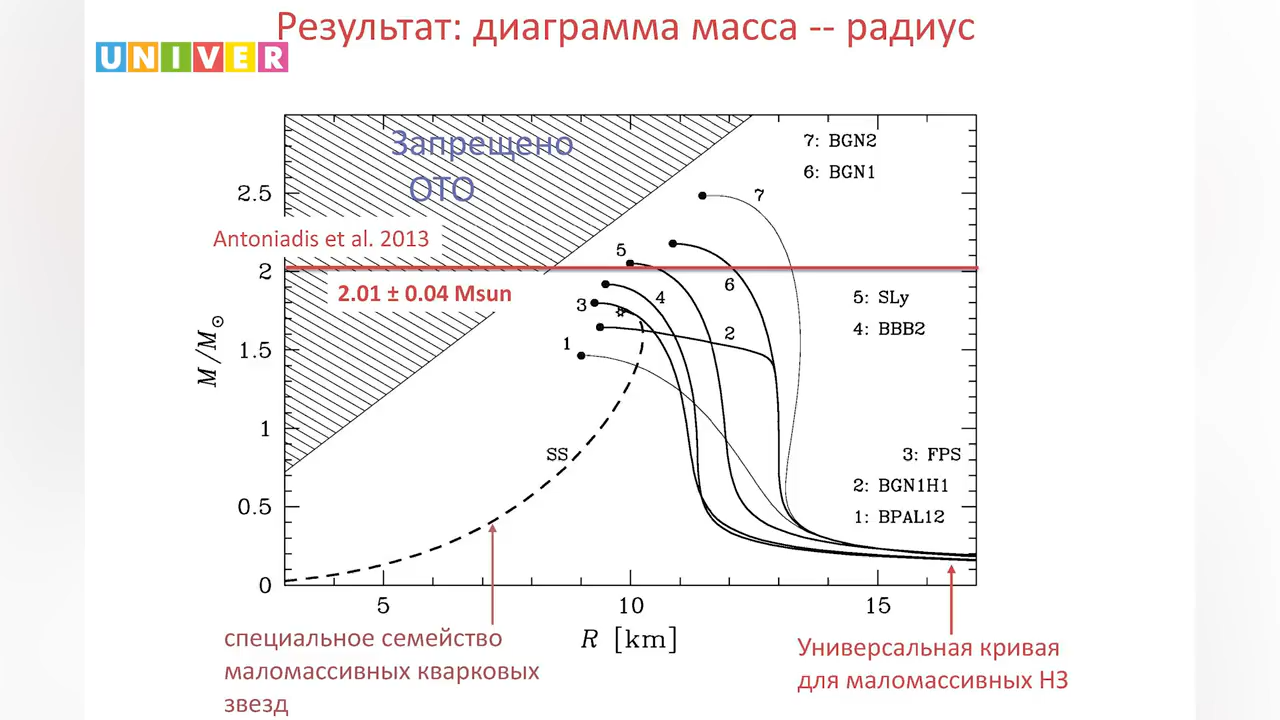 Результат: диаграмма масса -- радиус
UNIVER
Запрещено
ОТО
7: BGN2
6: BGN1
2.5
7
Antoniadis et al. 2013
5
2
2.01 ± 0.04 Msun
6
5: SLy
3
4
4: BBB2
M/M☉
1
2
1.5
1
SS
3: FPS
2: BGN1H1
0.5
1: BPAL12
0
5
10
15
R [km]
специальное семейство
маломассивных кварковых
звезд
Универсальная кривая
для маломассивных НЗ